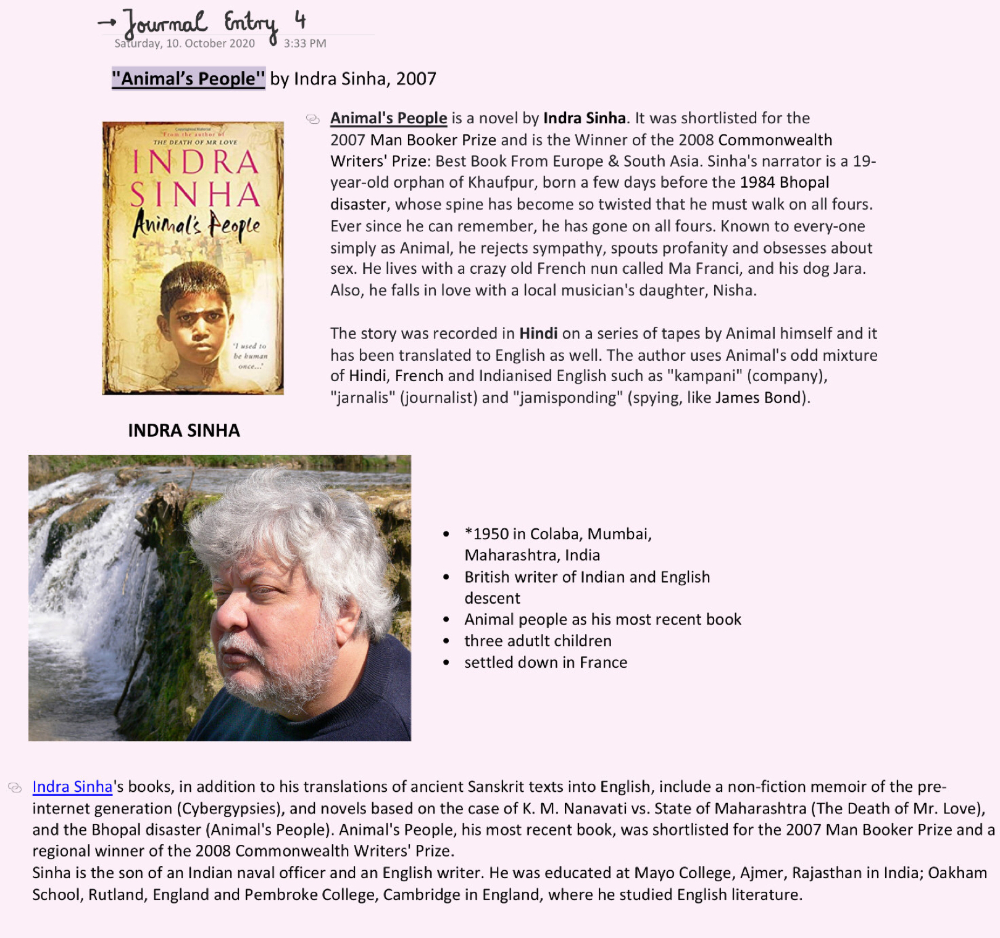 → Journal Entry 4
Saturday, 10. October 2020 3:33 PM
"Animal’s People" by Indra Sinha, 2007
From the author of
THE DEATH OF MR LOVE
INDRA
SINHA
Animal's People
'I used to
be human
once...'
Animal's People is a novel by Indra Sinha. It was shortlisted for the
2007 Man Booker Prize and is the Winner of the 2008 Commonwealth
Writers' Prize: Best Book From Europe & South Asia. Sinha's narrator is a 19-
year-old orphan of Khaufpur, born a few days before the 1984 Bhopal
disaster, whose spine has become so twisted that he must walk on all fours.
Ever since he can remember, he has gone on all fours. Known to every-one
simply as Animal, he rejects sympathy, spouts profanity and obsesses about
sex. He lives with a crazy old French nun called Ma Franci, and his dog Jara.
Also, he falls in love with a local musician's daughter, Nisha.
The story was recorded in Hindi on a series of tapes by Animal himself and it
has been translated to English as well. The author uses Animal's odd mixture
of Hindi, French and Indianised English such as "kampani" (company),
"jarnalis" (journalist) and "jamisponding" (spying, like James Bond).
INDRA SINHA
• *1950 in Colaba, Mumbai,
Maharashtra, India
• British writer of Indian and English
descent
• Animal people as his most recent book
• three adutlt children
• settled down in France
Indra Sinha's books, in addition to his translations of ancient Sanskrit texts into English, include a non-fiction memoir of the pre-
internet generation (Cybergypsies), and novels based on the case of K. M. Nanavati vs. State of Maharashtra (The Death of Mr. Love),
and the Bhopal disaster (Animal's People). Animal's People, his most recent book, was shortlisted for the 2007 Man Booker Prize and a
regional winner of the 2008 Commonwealth Writers' Prize.
Sinha is the son of an Indian naval officer and an English writer. He was educated at Mayo College, Ajmer, Rajasthan in India; Oakham
School, Rutland, England and Pembroke College, Cambridge in England, where he studied English literature.